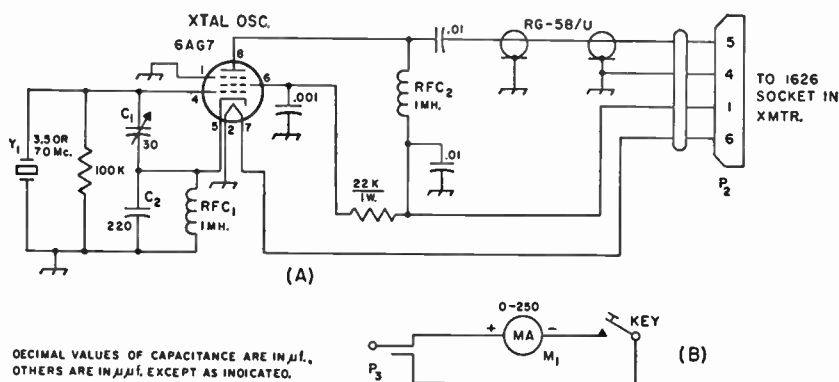 XTAL OSC.
6AG7
8
1
4
6
5
2
7
.01
RG-58/U
5
4
1
6
TO 1626
SOCKET IN
XMTR.
P2
.001
RFC2
1MH.
.01
22K
1W.
Y1
3.5 OR
7.0 Mc.
100K
C1
30
C2
220
RFC1
1MH.
(A)
0-250
+
MA
-
M1
KEY
(B)
P3
DECIMAL VALUES OF CAPACITANCE ARE IN µf.,
OTHERS ARE IN µµf. EXCEPT AS INDICATED.